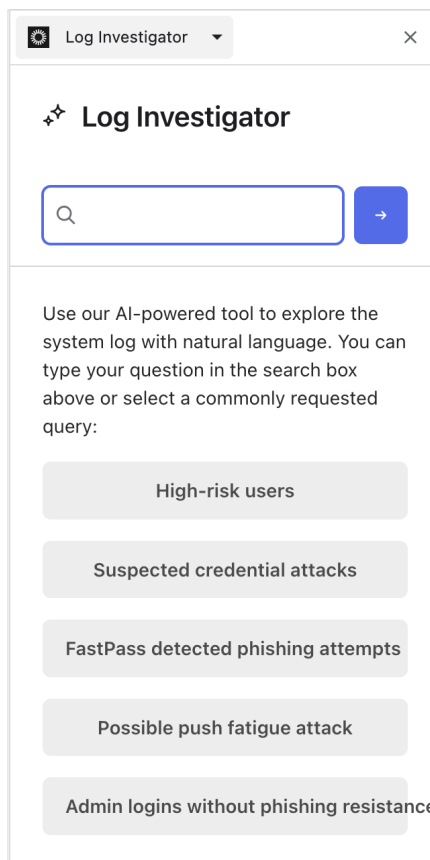 Log Investigator
Log Investigator
Use our AI-powered tool to explore the
system log with natural language. You can
type your question in the search box
above or select a commonly requested
query:
High-risk users
Suspected credential attacks
FastPass detected phishing attempts
Possible push fatigue attack
Admin logins without phishing resistance